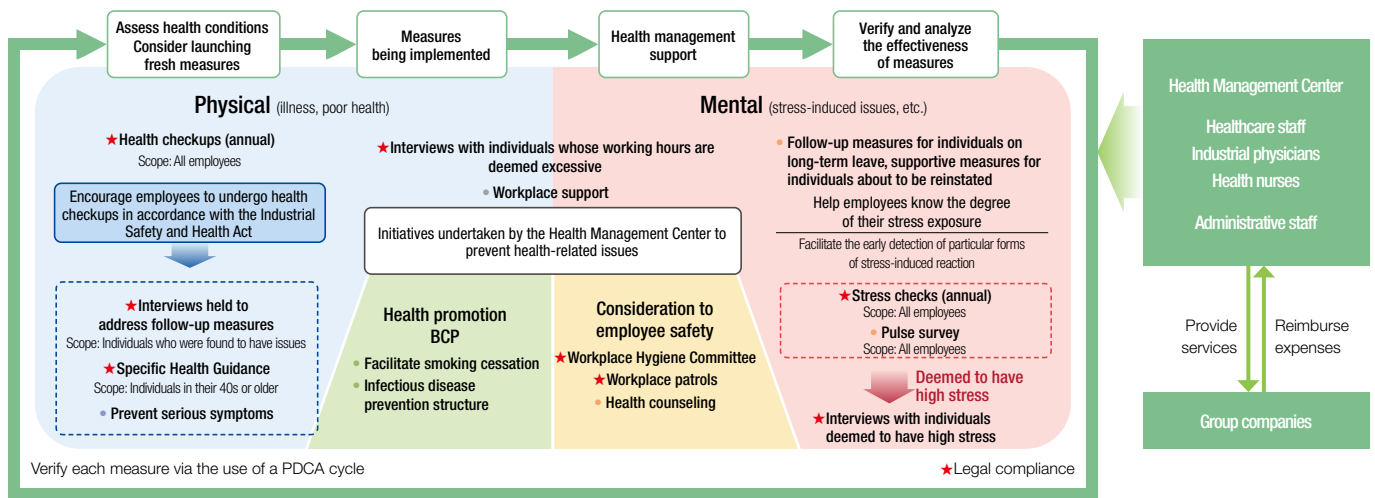 Assess health conditions
Consider launching
fresh measures
Measures
being implemented
Health management
support
Verify and analyze
the effectiveness
of measures
Physical (illness, poor health)
★Health checkups (annual)
Scope: All employees
Encourage employees to undergo health
checkups in accordance with the Industrial
Safety and Health Act
★Interviews held to
address follow-up measures
Scope: Individuals who were found to have issues
★Specific Health Guidance
Scope: Individuals in their 40s or older
• Prevent serious symptoms
★Interviews with individuals whose working hours are
deemed excessive
• Workplace support
Initiatives undertaken by the Health Management Center to
prevent health-related issues
Health promotion
BCP
• Facilitate smoking cessation
• Infectious disease
prevention structure
Consideration to
employee safety
★Workplace Hygiene Committee
★Workplace patrols
• Health counseling
Mental (stress-induced issues, etc.)
• Follow-up measures for individuals on
long-term leave, supportive measures for
individuals about to be reinstated
Help employees know the degree
of their stress exposure
Facilitate the early detection of particular forms
of stress-induced reaction
★Stress checks (annual)
Scope: All employees
• Pulse survey
Scope: All employees
Deemed to have
high stress
★Interviews with individuals
deemed to have high stress
Verify each measure via the use of a PDCA cycle
★Legal compliance
Health Management Center
Healthcare staff
Industrial physicians
Health nurses
Administrative staff
Provide
services
Reimburse
expenses
Group companies